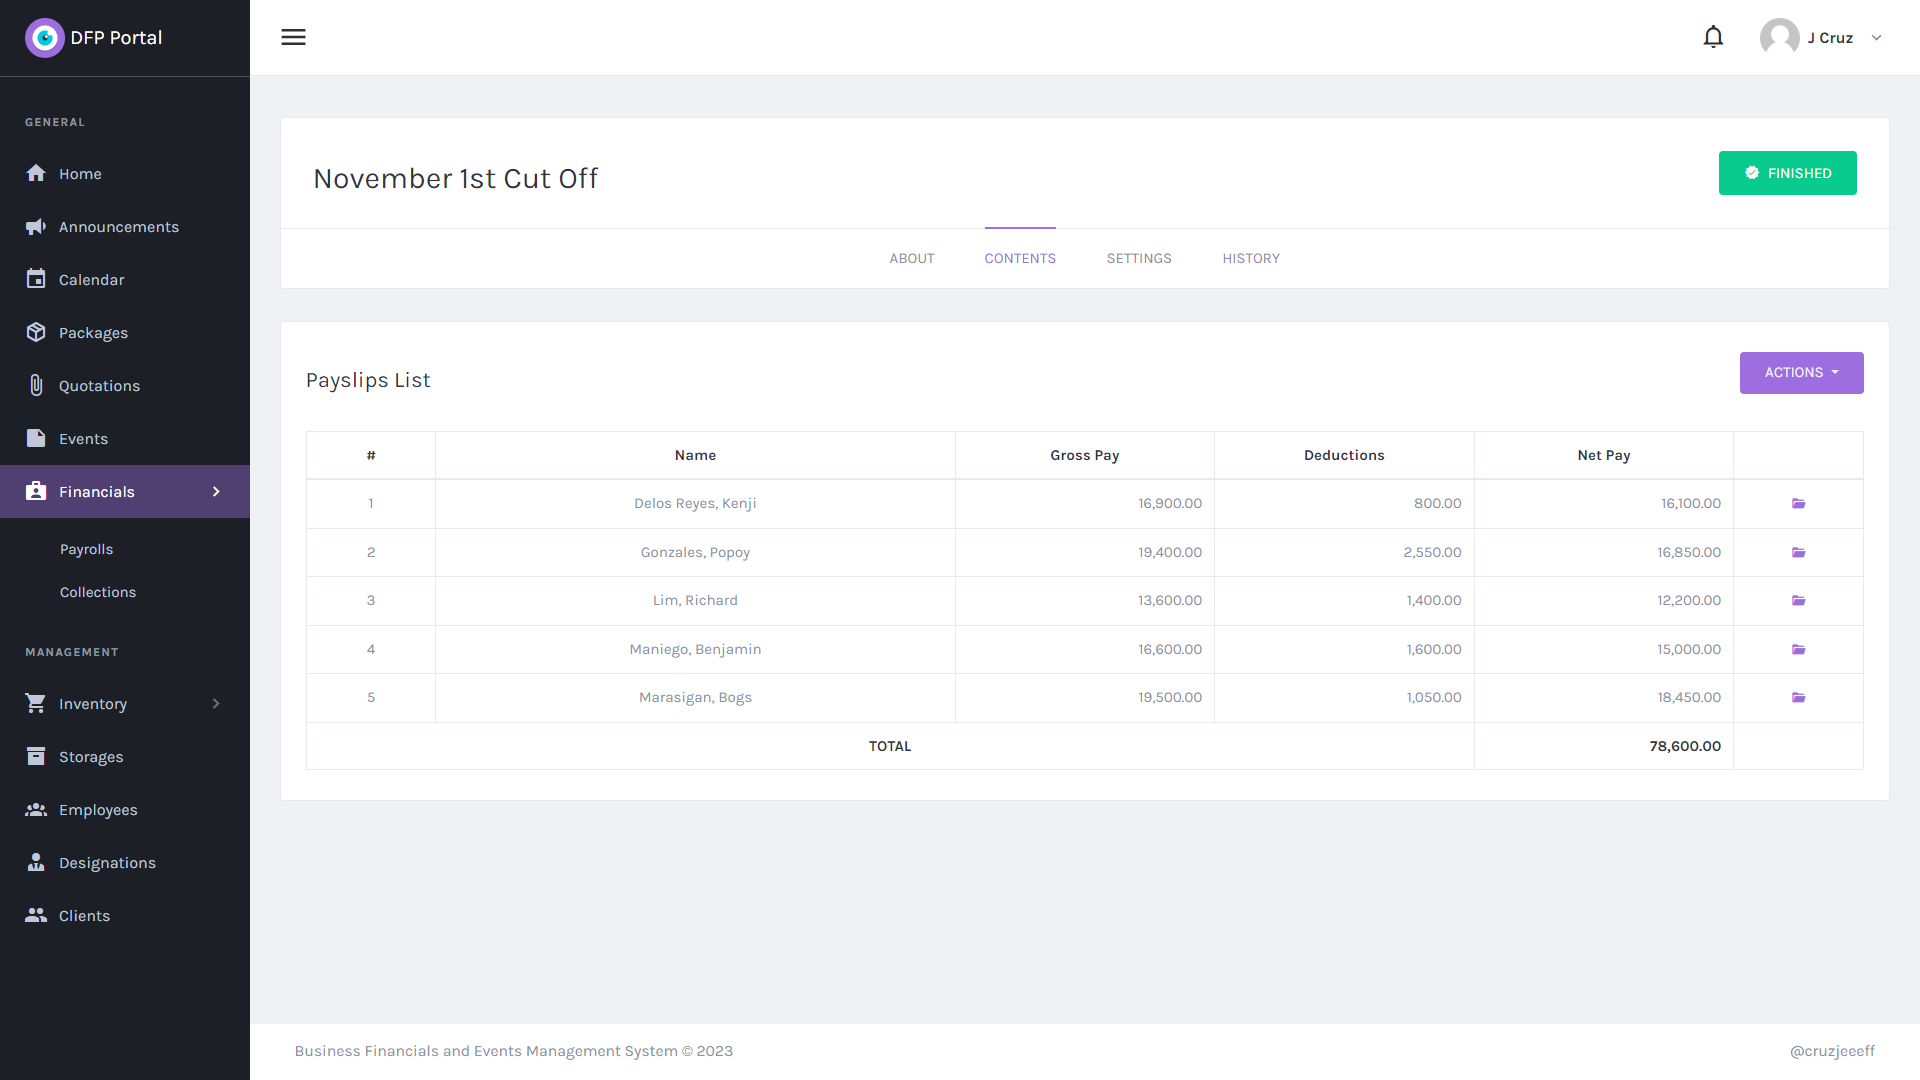 DFP Portal
J Cruz
GENERAL
Home
Announcements
Calendar
Packages
Quotations
Events
Financials
Payrolls
Collections
MANAGEMENT
Inventory
Storages
Employees
Designations
Clients
November 1st Cut Off
FINISHED
ABOUT CONTENTS SETTINGS HISTORY
Payslips List
ACTIONS
# Name Gross Pay Deductions Net Pay
1 Delos Reyes, Kenji 16,900.00 800.00 16,100.00
2 Gonzales, Popoy 19,400.00 2,550.00 16,850.00
3 Lim, Richard 13,600.00 1,400.00 12,200.00
4 Maniego, Benjamin 16,600.00 1,600.00 15,000.00
5 Marasigan, Bogs 19,500.00 1,050.00 18,450.00
TOTAL 78,600.00
Business Financials and Events Management System © 2023
@cruzjeeeff